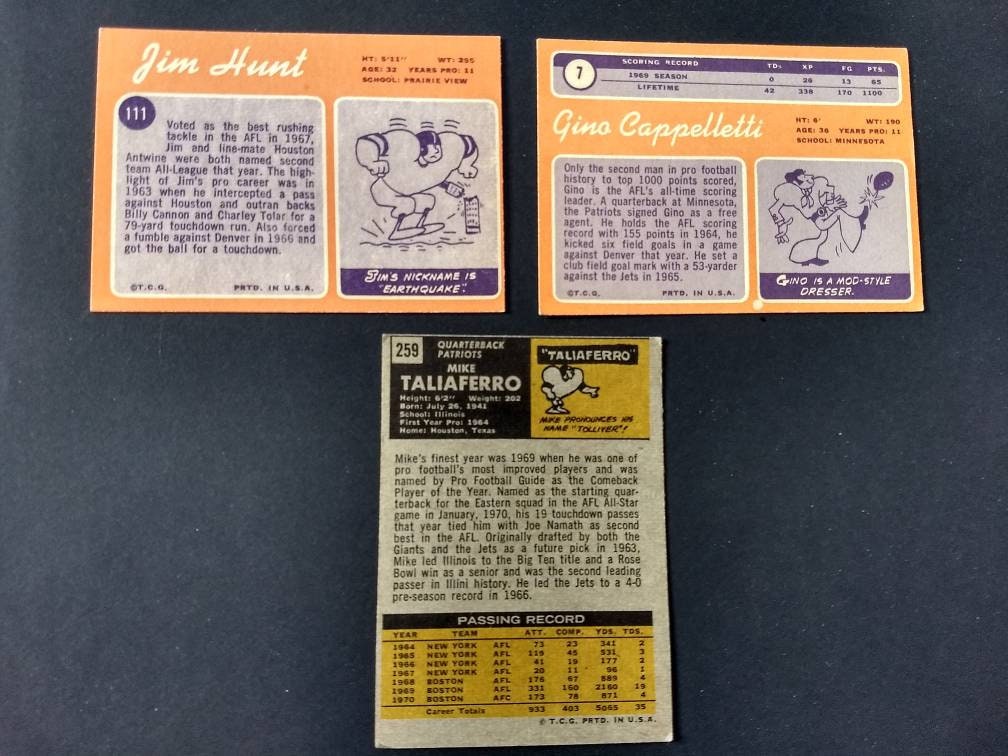 Jim Hunt
HT: 5'11" WT: 255
AGE: 32 YEARS PRO: 11
SCHOOL: PRAIRIE VIEW
111
Voted as the best rushing
tackle in the AFL in 1967,
Jim and line-mate Houston
Antwine were both named second
team All-League that year. The high-
light of Jim's pro career was in
1963 when he intercepted a pass
against Houston and outran backs
Billy Cannon and Charley Tolar for a
79-yard touchdown run. Also forced
a fumble against Denver in 1966 and
got the ball for a touchdown.
©T.C.G. PRTD. IN U.S.A.
JIM'S NICKNAME IS
"EARTHQUAKE".
7
SCORING RECORD TDs XP FG PTS.
1969 SEASON 0 26 13 65
LIFETIME 42 338 170 1100
Gino Cappelletti
HT: 6' WT: 190
AGE: 36 YEARS PRO: 11
SCHOOL: MINNESOTA
Only the second man in pro football
history to top 1000 points scored,
Gino is the AFL's all-time scoring
leader. A quarterback at Minnesota,
the Patriots signed Gino as a free
agent. He holds the AFL scoring
record with 155 points in 1964, he
kicked six field goals in a game
against Denver that year. He set a
club field goal mark with a 53-yarder
against the Jets in 1965.
©T.C.G. PRTD. IN U.S.A.
GINO IS A MOD-STYLE
DRESSER.
259
QUARTERBACK
PATRIOTS
MIKE
TALIAFERRO
Height: 6'2" Weight: 202
Born: July 26, 1941
School: Illinois
First Year Pro: 1964
Home: Houston, Texas
"TALIAFERRO"
MIKE PRONOUNCES HIS
NAME "TOLLIVER"!
Mike's finest year was 1969 when he was one of
pro football's most improved players and was
named by Pro Football Guide as the Comeback
Player of the Year. Named as the starting quar-
terback for the Eastern squad in the AFL All-Star
game in January, 1970, his 19 touchdown passes
that year tied him with Joe Namath as second
best in the AFL. Originally drafted by both the
Giants and the Jets as a future pick in 1963,
Mike led Illinois to the Big Ten title and a Rose
Bowl win as a senior and was the second leading
passer in Illini history. He led the Jets to a 4-0
pre-season record in 1966.
PASSING RECORD
YEAR TEAM ATT. COMP. YDS. TDS.
1964 NEW YORK AFL 73 23 341 2
1965 NEW YORK AFL 119 45 531 3
1966 NEW YORK AFL 41 19 177 2
1967 NEW YORK AFL 20 11 96 1
1968 BOSTON AFL 176 67 889 4
1969 BOSTON AFL 331 160 2160 19
1970 BOSTON AFC 173 78 871 4
Career Totals 933 403 5065 35
© T.C.G. PRTD. IN U.S.A.